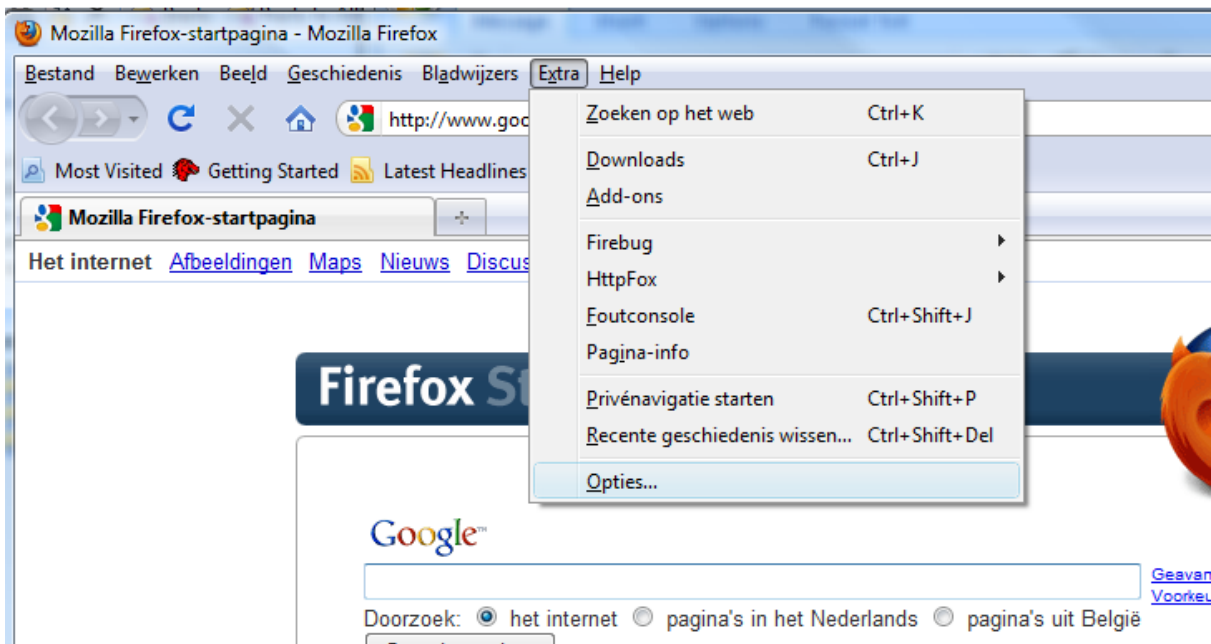 Mozilla Firefox-startpagina - Mozilla Firefox
Bestand Bewerken Beeld Geschiedenis Bladwijzers Extra Help
http://www.goo
Zoeken op het web Ctrl+K
Most Visited Getting Started Latest Headlines
Downloads Ctrl+J
Add-ons
Mozilla Firefox-startpagina
Firebug
Het internet Afbeeldingen Maps Nieuws Discus
HttpFox
Foutconsole Ctrl+Shift+J
Pagina-info
Firefox St
Privénavigatie starten Ctrl+Shift+P
Recente geschiedenis wissen... Ctrl+Shift+Del
Opties...
Google™
Geavan
Voorkeu
Doorzoek: het internet pagina's in het Nederlands pagina's uit België